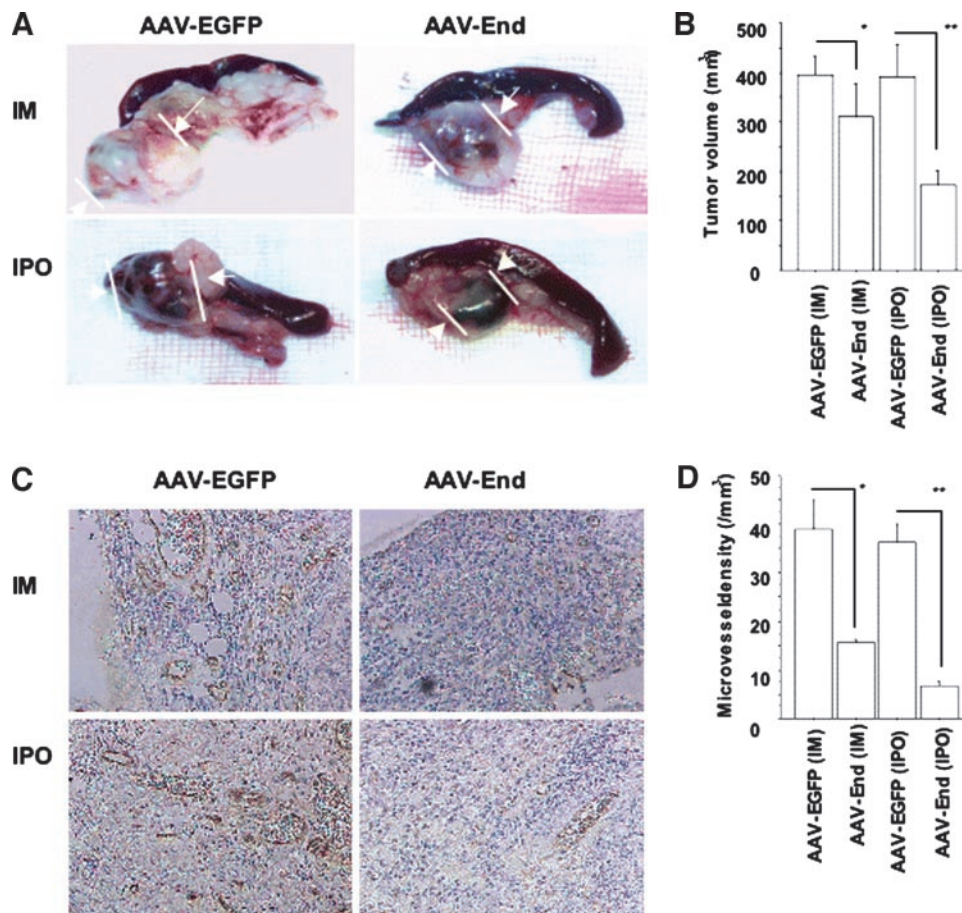 A
AAV-EGFP
AAV-End
IM
IPO
B
Tumor volume (mm³)
500
400
300
200
100
0
*
**
AAV-EGFP (IM)
AAV-End (IM)
AAV-EGFP (IPO)
AAV-End (IPO)
C
AAV-EGFP
AAV-End
IM
IPO
D
Microvesseldensity (/mm²)
50
40
30
20
10
0
*
**
AAV-EGFP (IM)
AAV-End (IM)
AAV-EGFP (IPO)
AAV-End (IPO)